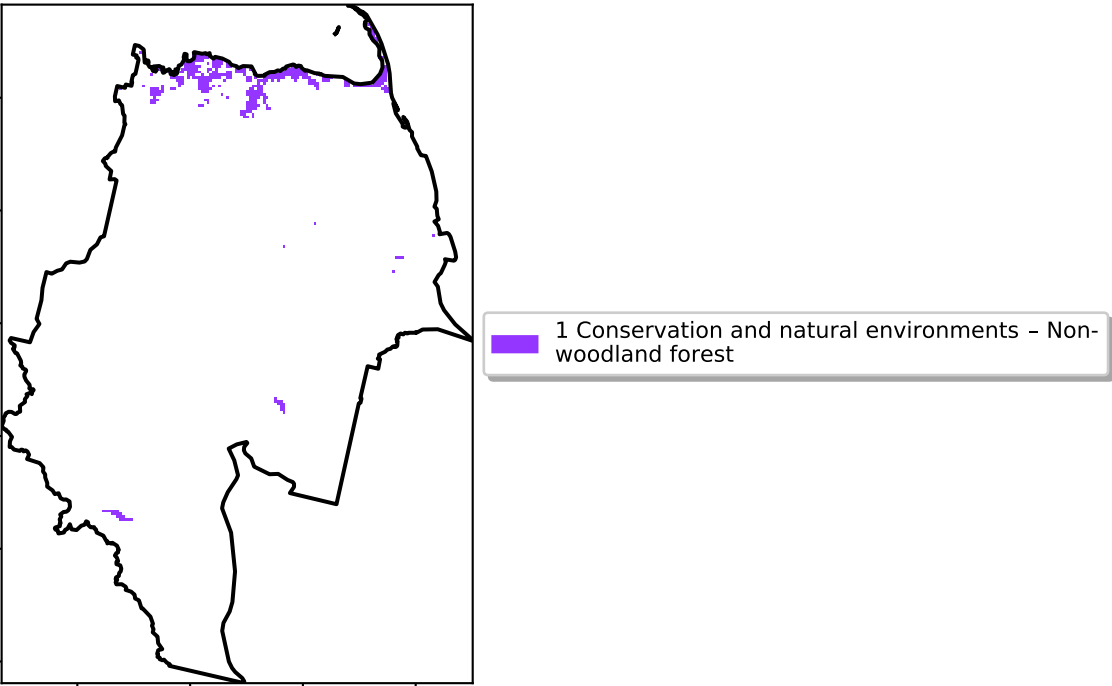 1 Conservation and natural environments – Non-
woodland forest